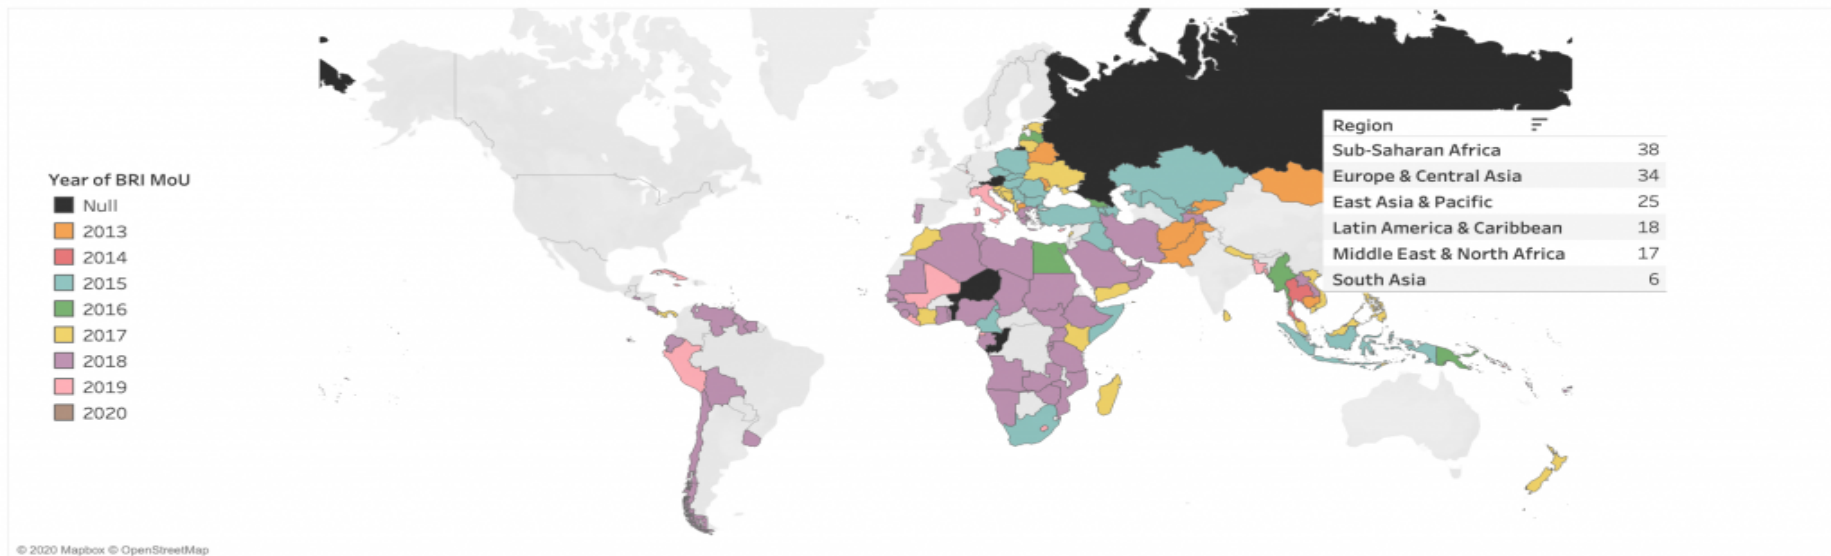 Year of BRI MoU
Null
2013
2014
2015
2016
2017
2018
2019
2020
Region
Sub-Saharan Africa 38
Europe & Central Asia 34
East Asia & Pacific 25
Latin America & Caribbean 18
Middle East & North Africa 17
South Asia 6
© 2020 Mapbox © OpenStreetMap